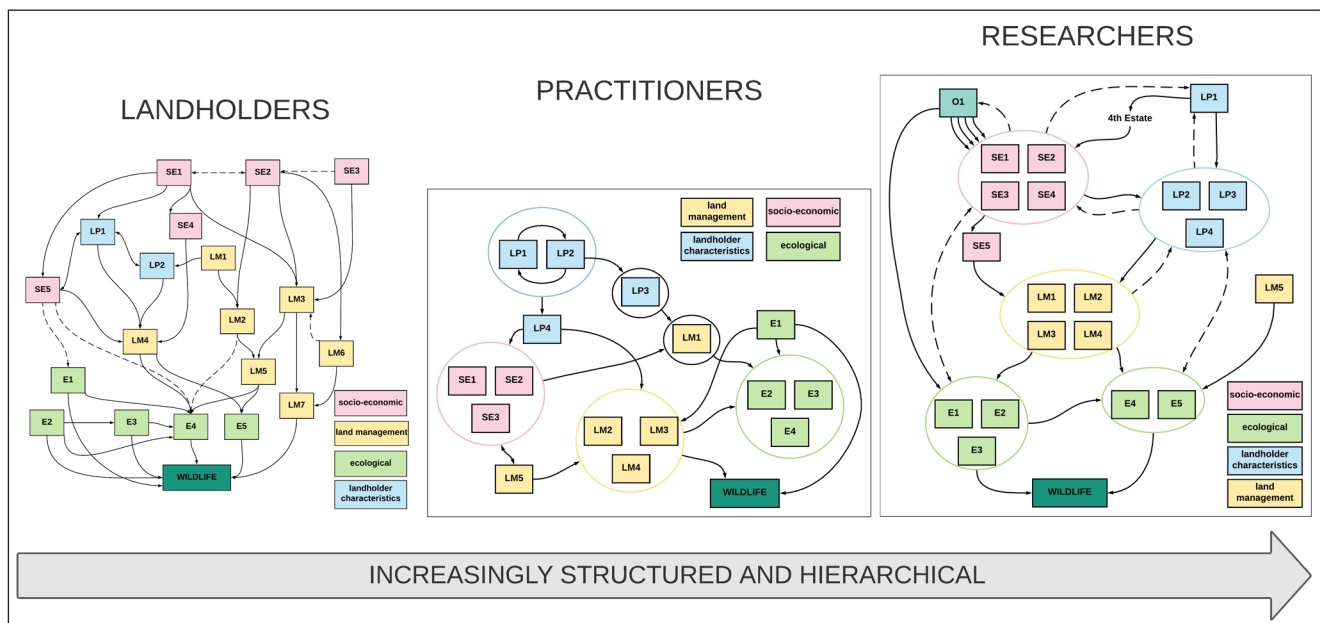 LANDHOLDERS
SE1
SE2
SE3
SE4
LP1
LP2
LM1
SE5
LM3
LM2
LM4
LM6
LM5
E1
LM7
E2
E3
E4
E5
WILDLIFE
socio-economic
land management
ecological
landholder
characteristics
PRACTITIONERS
land
management
socio-economic
landholder
characteristics
ecological
LP1
LP2
LP3
LP4
LM1
E1
SE1
SE2
SE3
E2
E3
E4
LM2
LM3
LM4
LM5
WILDLIFE
RESEARCHERS
O1
LP1
4th Estate
SE1
SE2
SE3
SE4
LP2
LP3
LP4
SE5
LM1
LM2
LM3
LM4
LM5
E1
E2
E3
E4
E5
WILDLIFE
socio-economic
ecological
landholder
characteristics
land
management
INCREASINGLY STRUCTURED AND HIERARCHICAL